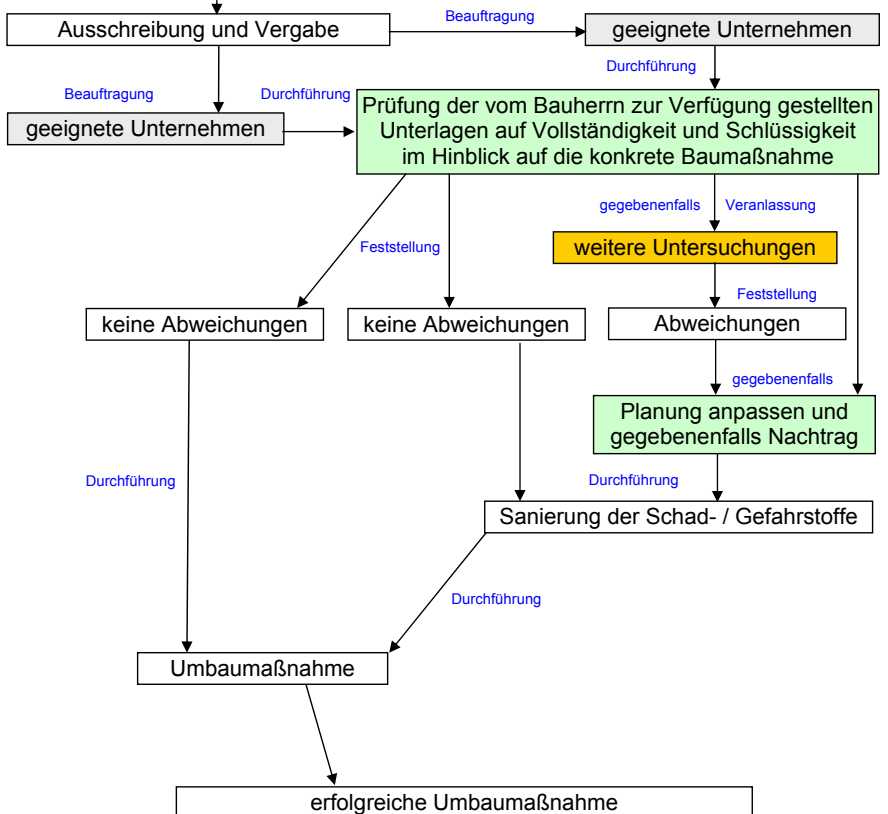 Beauftragung
Ausschreibung und Vergabe
geeignete Unternehmen
Durchführung
Beauftragung
Durchführung
Prüfung der vom Bauherrn zur Verfügung gestellten
Unterlagen auf Vollständigkeit und Schlüssigkeit
im Hinblick auf die konkrete Baumaßnahme
geeignete Unternehmen
gegebenenfalls
Veranlassung
Feststellung
weitere Untersuchungen
Feststellung
keine Abweichungen
keine Abweichungen
Abweichungen
gegebenenfalls
Planung anpassen und
gegebenenfalls Nachtrag
Durchführung
Durchführung
Sanierung der Schad- / Gefahrstoffe
Durchführung
Umbaumaßnahme
erfolgreiche Umbaumaßnahme